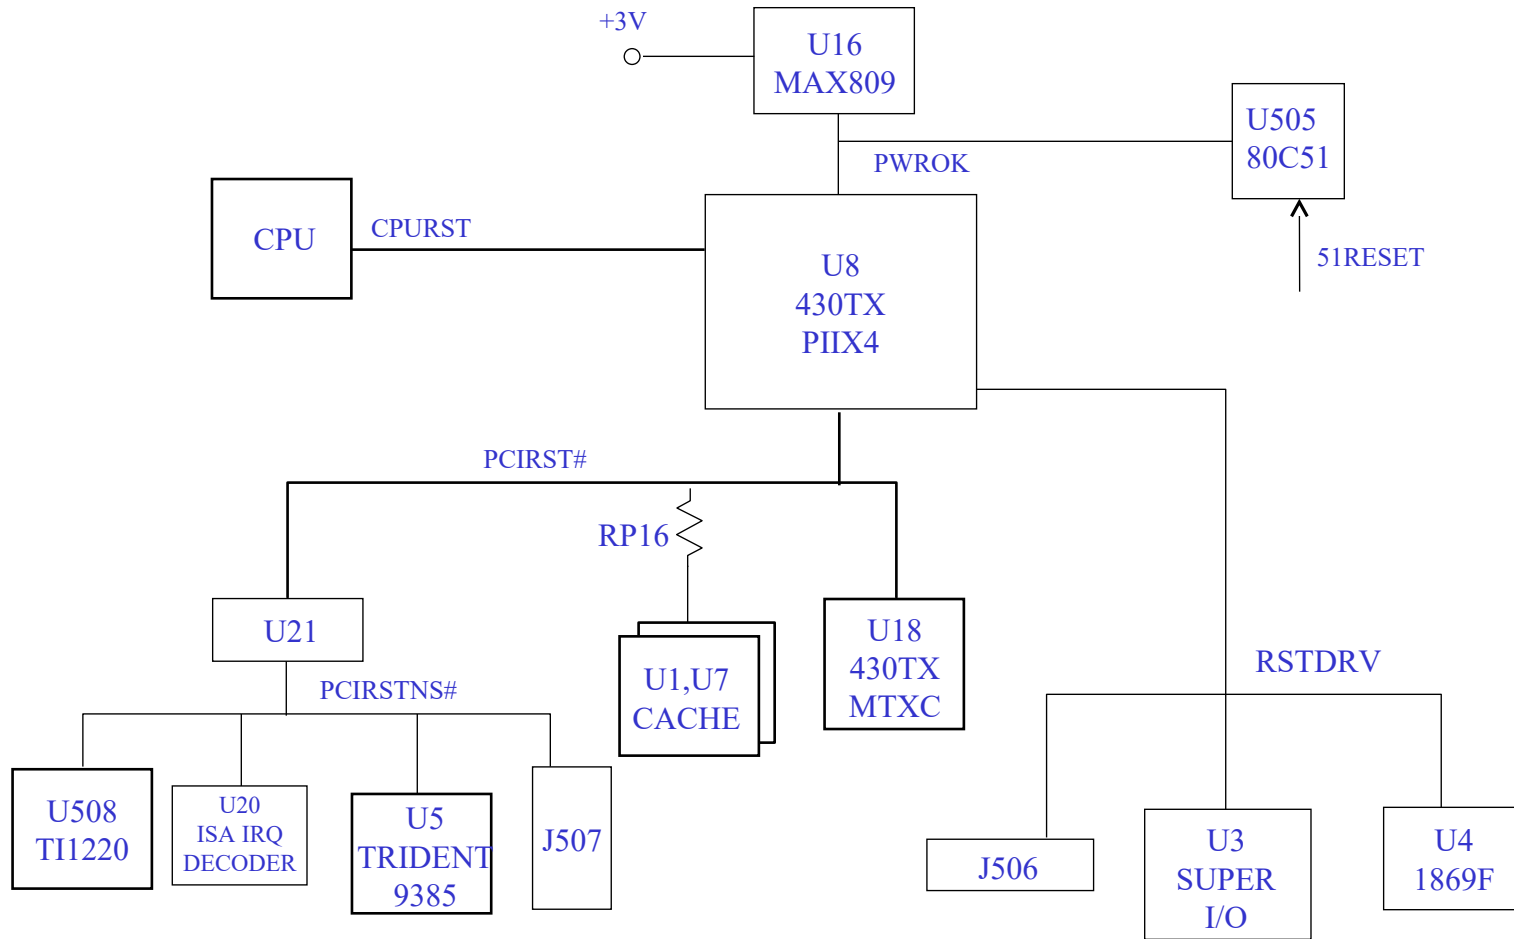 +3V
U16
MAX809
U505
80C51
PWROK
CPU
CPURST
51RESET
U8
430TX
PIIX4
PCIRST#
RP16
U21
U18
430TX
MTXC
U1,U7
CACHE
RSTDRV
PCIRSTNS#
U508
TI1220
U20
ISA IRQ
DECODER
U5
TRIDENT
9385
J507
J506
U3
SUPER
I/O
U4
1869F